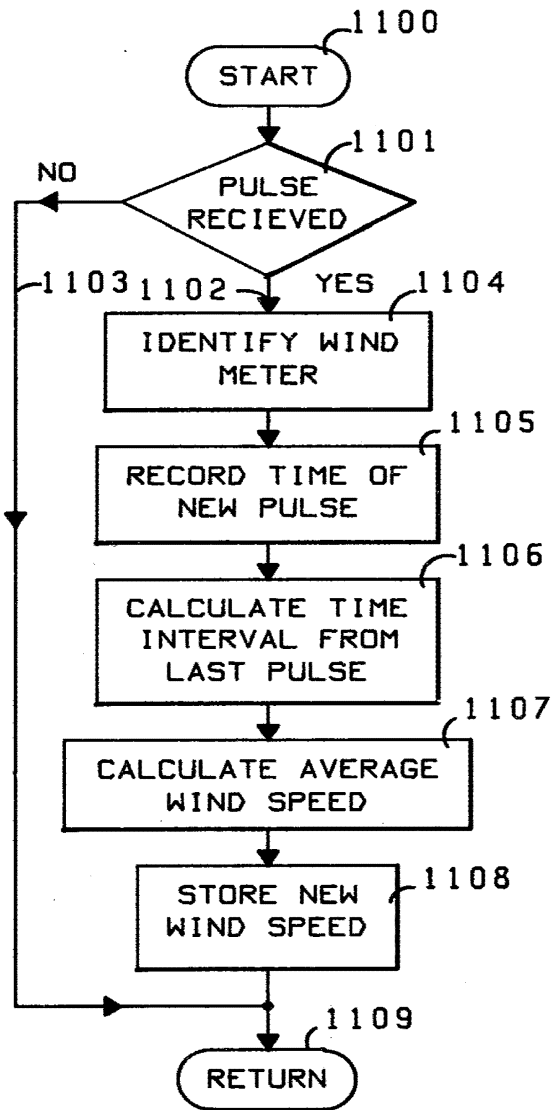 1100
START
1101
NO
PULSE
RECIEVED
1103
1102
YES
1104
IDENTIFY WIND
METER
1105
RECORD TIME OF
NEW PULSE
1106
CALCULATE TIME
INTERVAL FROM
LAST PULSE
1107
CALCULATE AVERAGE
WIND SPEED
1108
STORE NEW
WIND SPEED
1109
RETURN